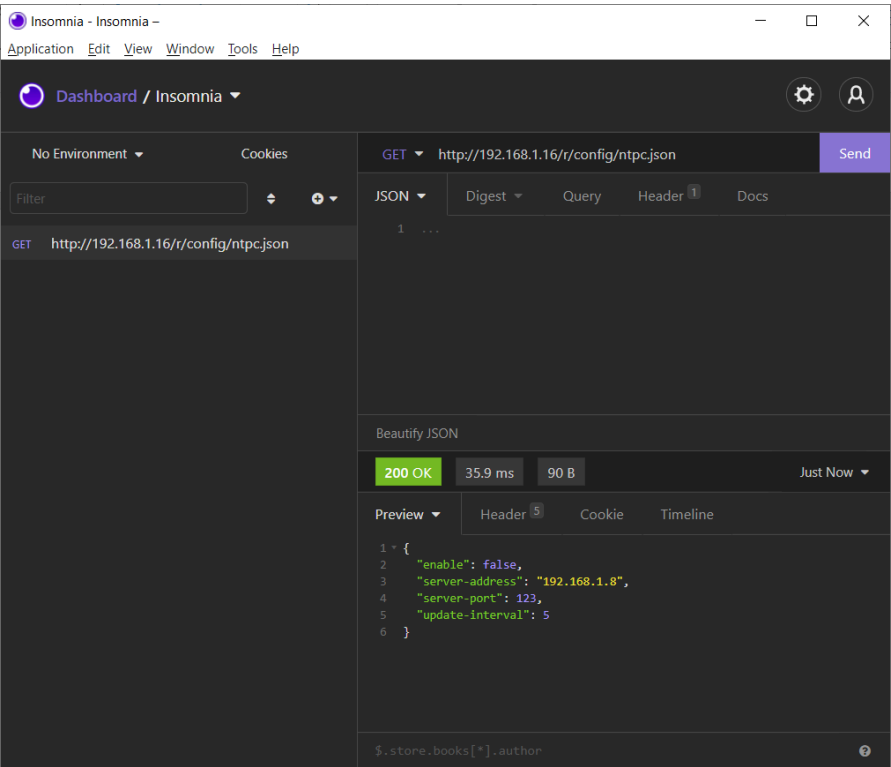 Insomnia - Insomnia –
Application Edit View Window Tools Help
Dashboard / Insomnia
No Environment Cookies
Filter
GET http://192.168.1.16/r/config/ntpc.json
GET http://192.168.1.16/r/config/ntpc.json Send
JSON Digest Query Header 1 Docs
1 ...
Beautify JSON
200 OK 35.9 ms 90 B Just Now
Preview Header 5 Cookie Timeline
1 {
2 "enable": false,
3 "server-address": "192.168.1.8",
4 "server-port": 123,
5 "update-interval": 5
6 }
$.store.books[*].author